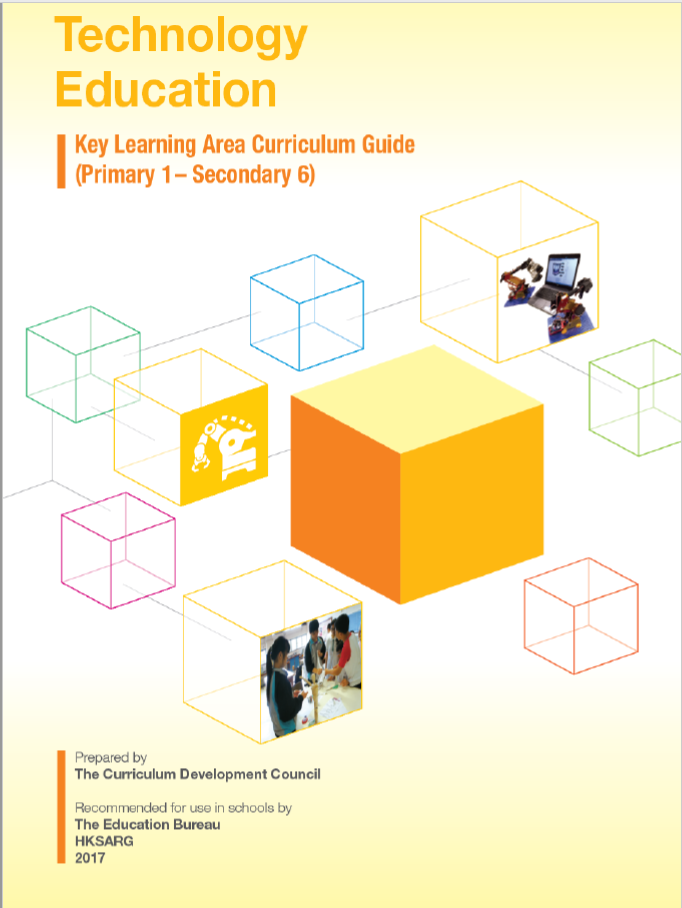 Technology
Education
Key Learning Area Curriculum Guide
(Primary 1 – Secondary 6)
Prepared by
The Curriculum Development Council
Recommended for use in schools by
The Education Bureau
HKSARG
2017